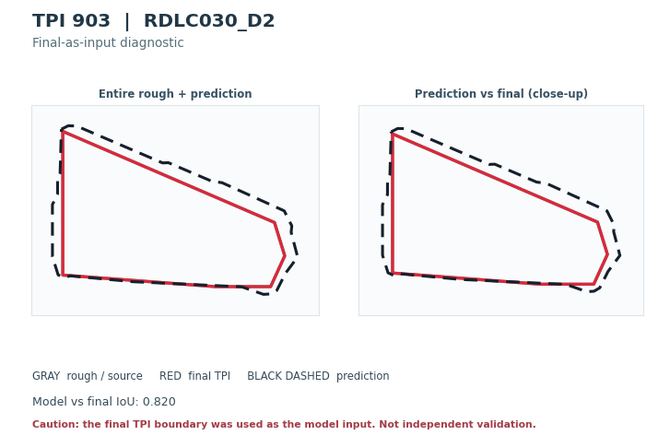 TPI 903 | RDLC030_D2
Final-as-input diagnostic
Entire rough + prediction
Prediction vs final (close-up)
GRAY rough / source RED final TPI BLACK DASHED prediction
Model vs final IoU: 0.820
Caution: the final TPI boundary was used as the model input. Not independent validation.